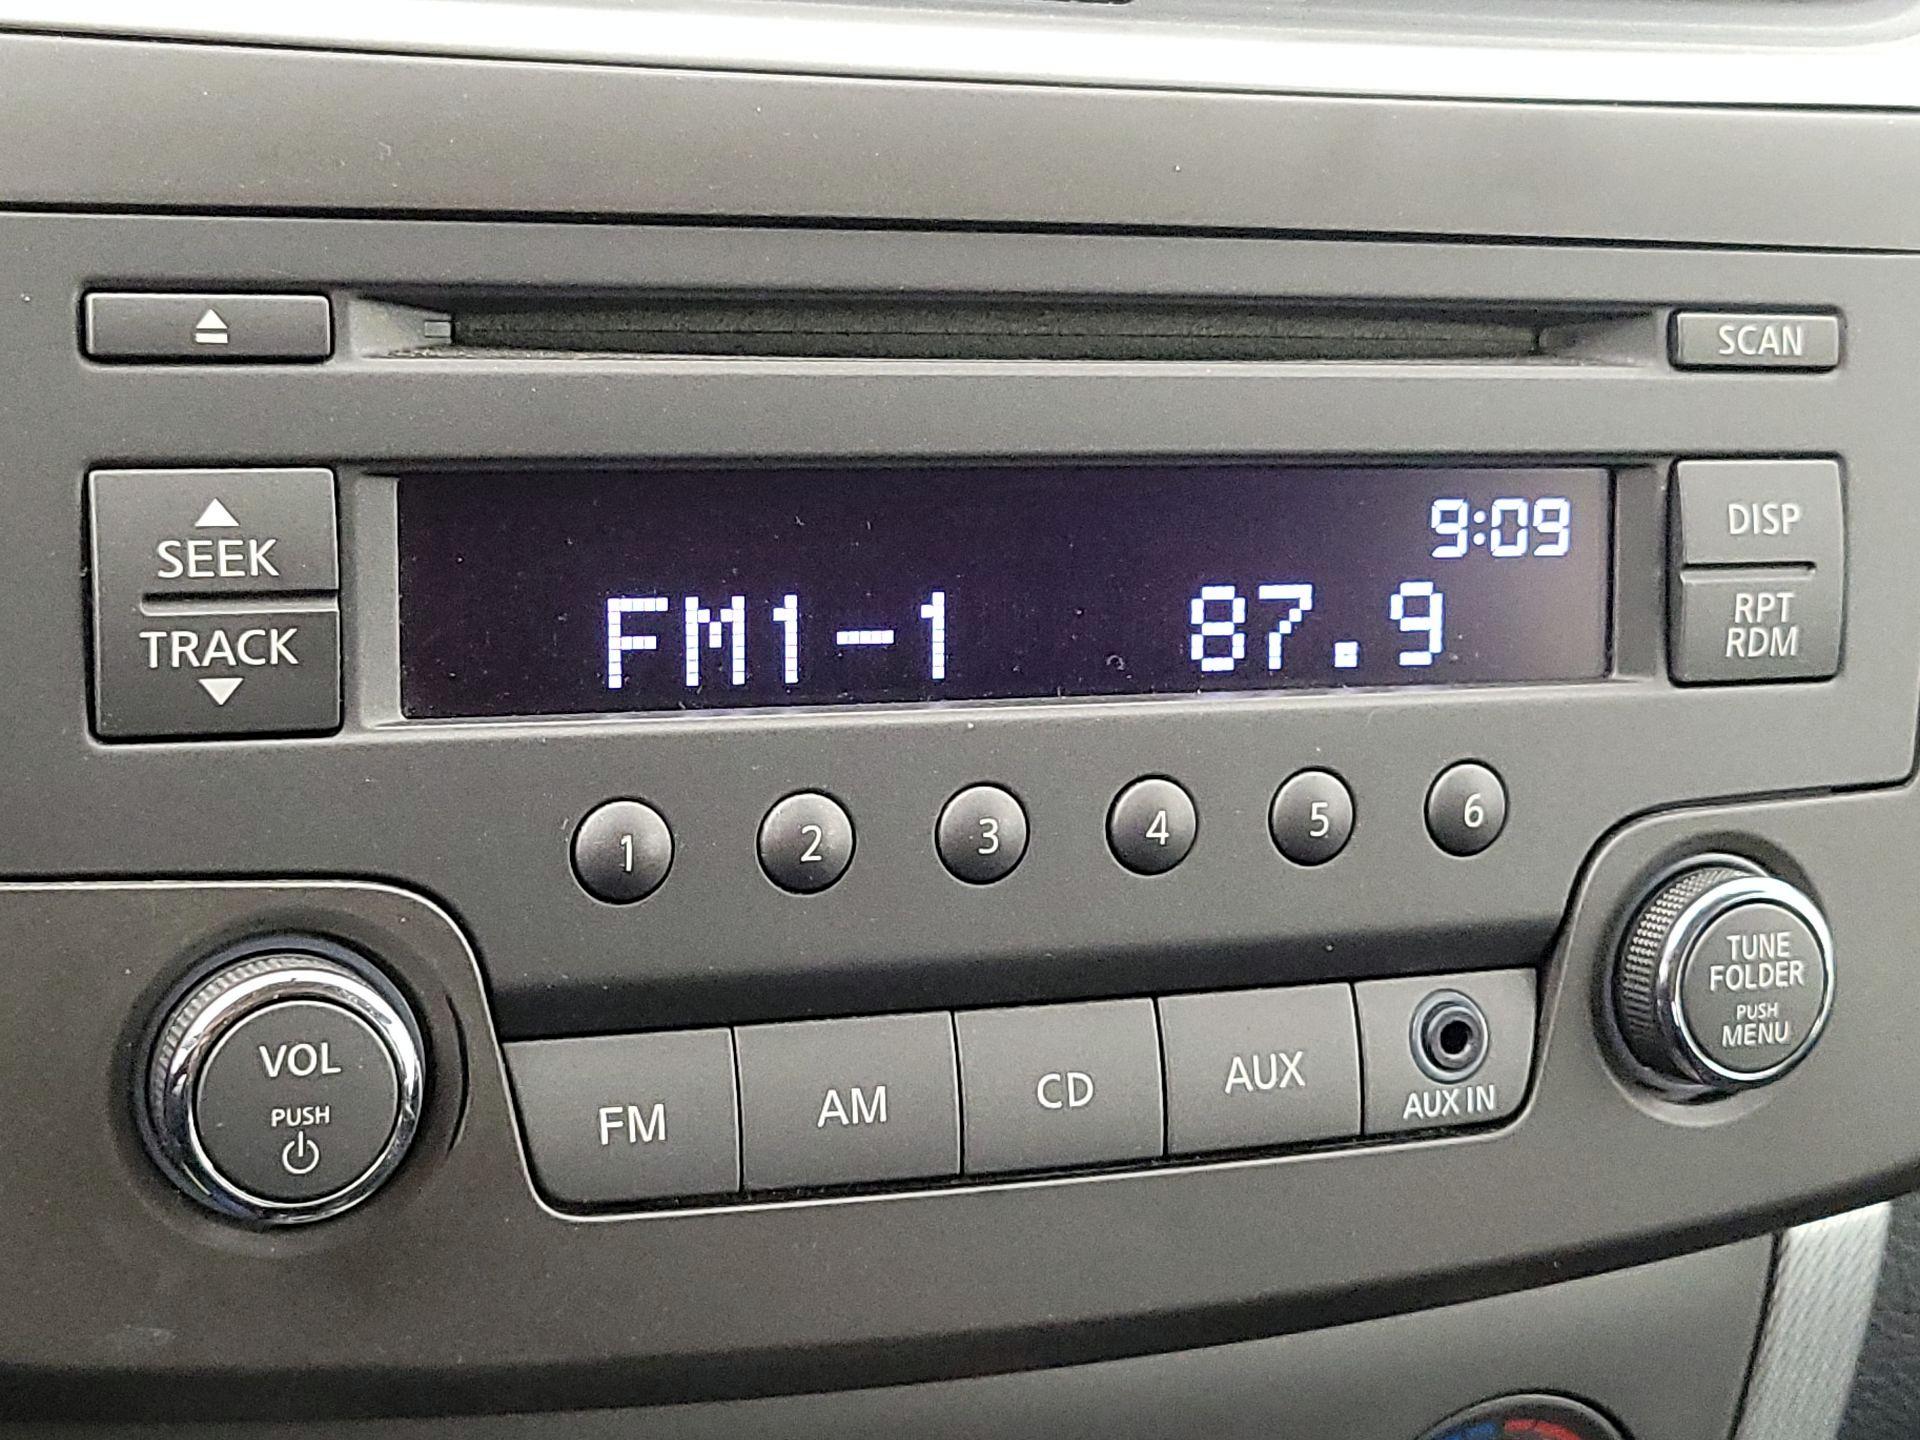 SCAN
SEEK
TRACK
9:09
FM1-1 87.9
DISP
RPT
RDM
1 2 3 4 5 6
VOL
PUSH
FM AM CD AUX AUX IN
TUNE
FOLDER
PUSH
MENU